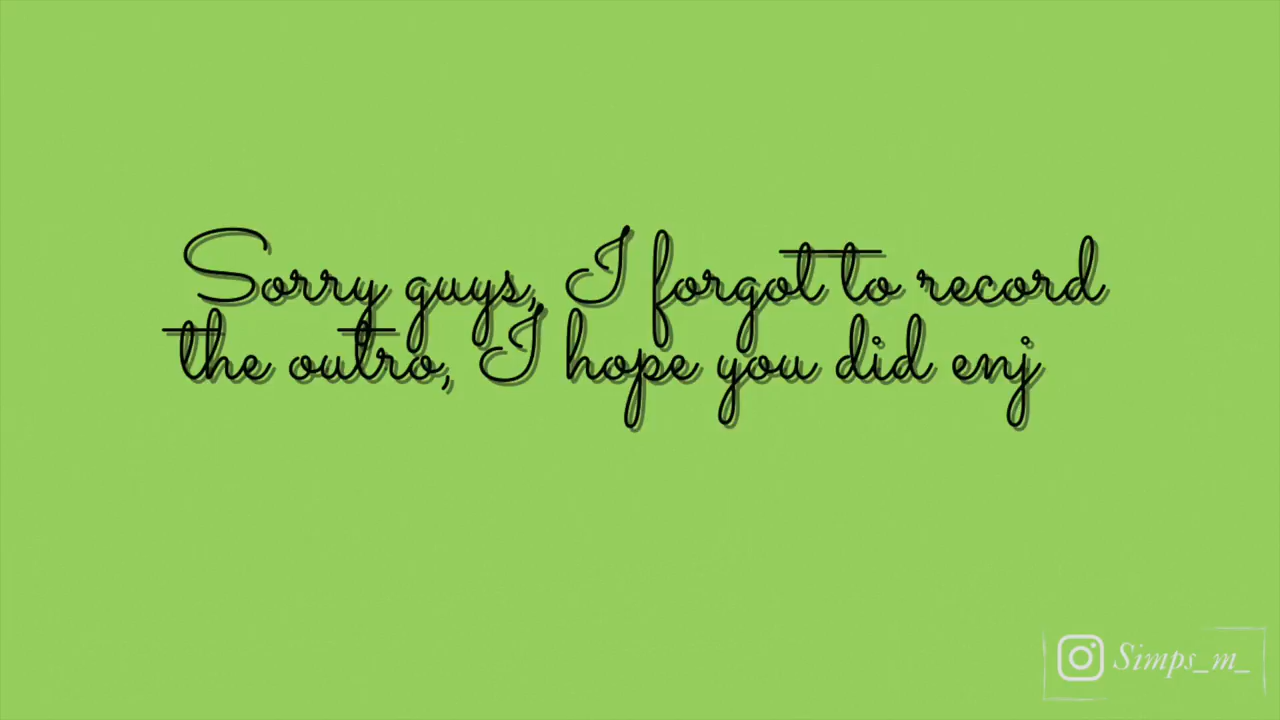 Sorry guys, I forgot to record
the outro, I hope you did enj
Simps_m_